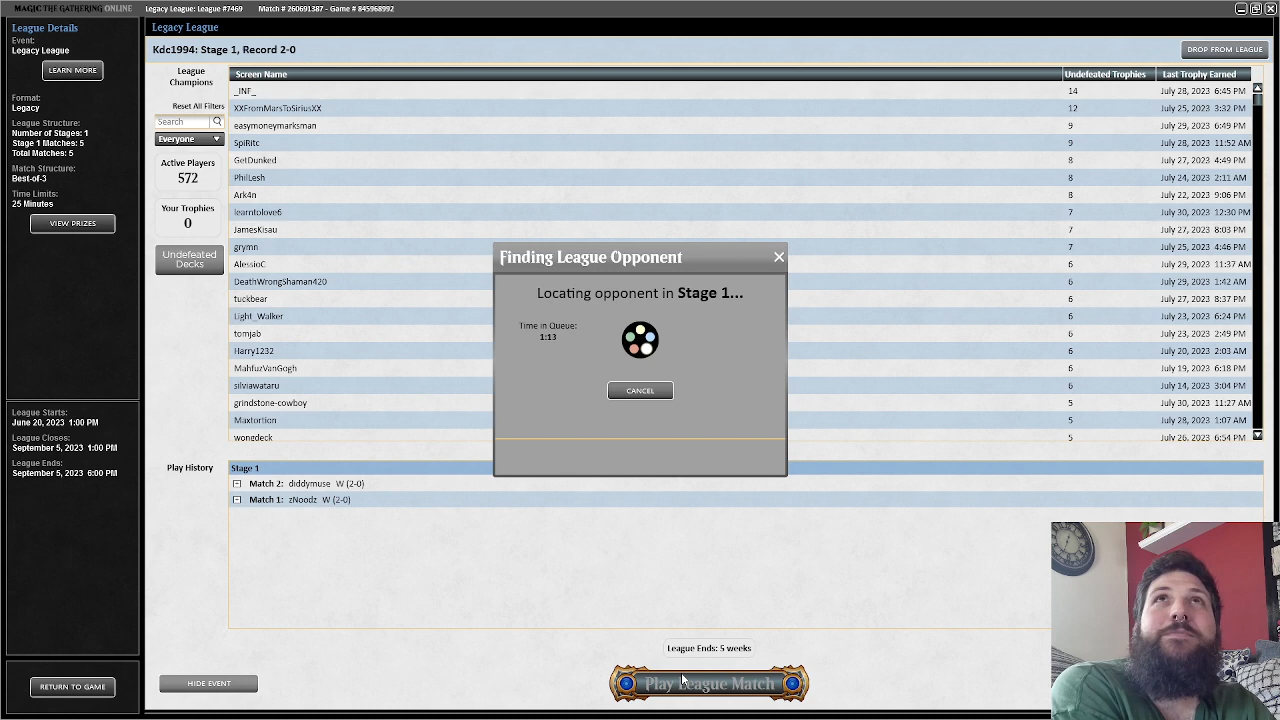 MAGIC THE GATHERING ONLINE
Legacy League: League #7469
Match # 260691387 - Game # 845968992
League Details
Event:
Legacy League
LEARN MORE
Format:
Legacy
League Structure:
Number of Stages: 1
Stage 1 Matches: 5
Total Matches: 5
Match Structure:
Best-of-3
Time Limits:
25 Minutes
VIEW PRIZES
League Starts:
June 20, 2023 1:00 PM
League Closes:
September 5, 2023 1:00 PM
League Ends:
September 5, 2023 6:00 PM
RETURN TO GAME
Legacy League
Kdc1994: Stage 1, Record 2-0
DROP FROM LEAGUE
League
Champions
Reset All Filters
Search
Everyone
Active Players
572
Your Trophies
0
Undefeated
Decks
Screen Name Undefeated Trophies Last Trophy Earned
_INF_ 14 July 28, 2023 6:45 PM
XXFromMarsToSiriusXX 12 July 25, 2023 3:32 PM
easymoneymarksman 9 July 29, 2023 6:49 PM
SpiRitc 9 July 28, 2023 11:52 AM
GetDunked 8 July 27, 2023 4:49 PM
PhilLesh 8 July 24, 2023 2:11 AM
Ark4n 8 July 22, 2023 9:06 PM
learntolove6 7 July 30, 2023 12:30 PM
JamesKisau 7 July 27, 2023 8:03 PM
grymn 7 July 25, 2023 4:46 PM
AlessioC 6 July 29, 2023 11:37 AM
DeathWrongShaman420 6 July 29, 2023 1:42 AM
tuckbear 6 July 27, 2023 8:37 PM
Light_Walker 6 July 23, 2023 6:24 PM
tomjab 6 July 23, 2023 2:49 PM
Harry1232 6 July 20, 2023 2:03 AM
MahfuzVanGogh 6 July 19, 2023 6:18 PM
silviawataru 6 July 14, 2023 3:04 PM
grindstone-cowboy 5 July 30, 2023 11:27 AM
Maxtortion 5 July 28, 2023 1:07 AM
wonedeck 5 July 26, 2023 6:54 PM
Finding League Opponent
Locating opponent in Stage 1...
Time in Queue:
1:13
CANCEL
Play History
Stage 1
Match 2: diddymuse W (2-0)
Match 1: zNoodz W (2-0)
League Ends: 5 weeks
HIDE EVENT
Play League Match